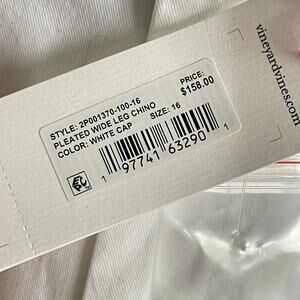 vineyardvines.com
STYLE: 2P001370-100-16
PLEATED WIDE LEG CHINO
COLOR: WHITE CAP
SIZE: 16
PRICE:
$158.00
1 97741 63290 1